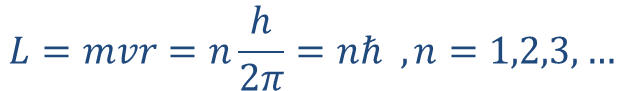 L = mvr = n h/2π = nℏ , n = 1,2,3, ...